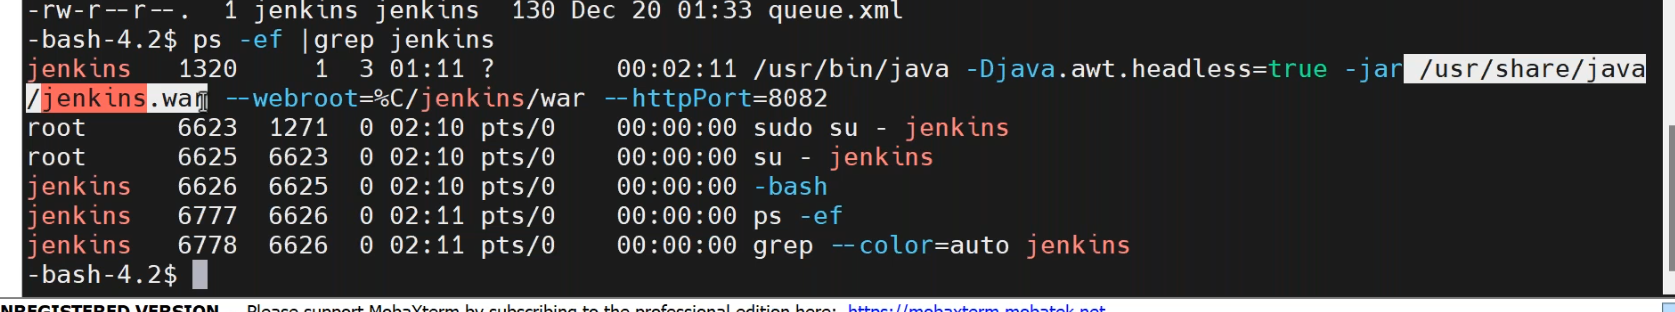 -rw-r--r--. 1 jenkins jenkins 130 Dec 20 01:33 queue.xml
-bash-4.2$ ps -ef |grep jenkins
jenkins 1320 1 3 01:11 ? 00:02:11 /usr/bin/java -Djava.awt.headless=true -jar /usr/share/java
/jenkins.war --webroot=%C/jenkins/war --httpPort=8082
root 6623 1271 0 02:10 pts/0 00:00:00 sudo su - jenkins
root 6625 6623 0 02:10 pts/0 00:00:00 su - jenkins
jenkins 6626 6625 0 02:10 pts/0 00:00:00 -bash
jenkins 6777 6626 0 02:11 pts/0 00:00:00 ps -ef
jenkins 6778 6626 0 02:11 pts/0 00:00:00 grep --color=auto jenkins
-bash-4.2$
NREGISTERED VERSION Please support MobaXterm by subscribing to the professional edition here: https://mobaxterm.mobatek.net